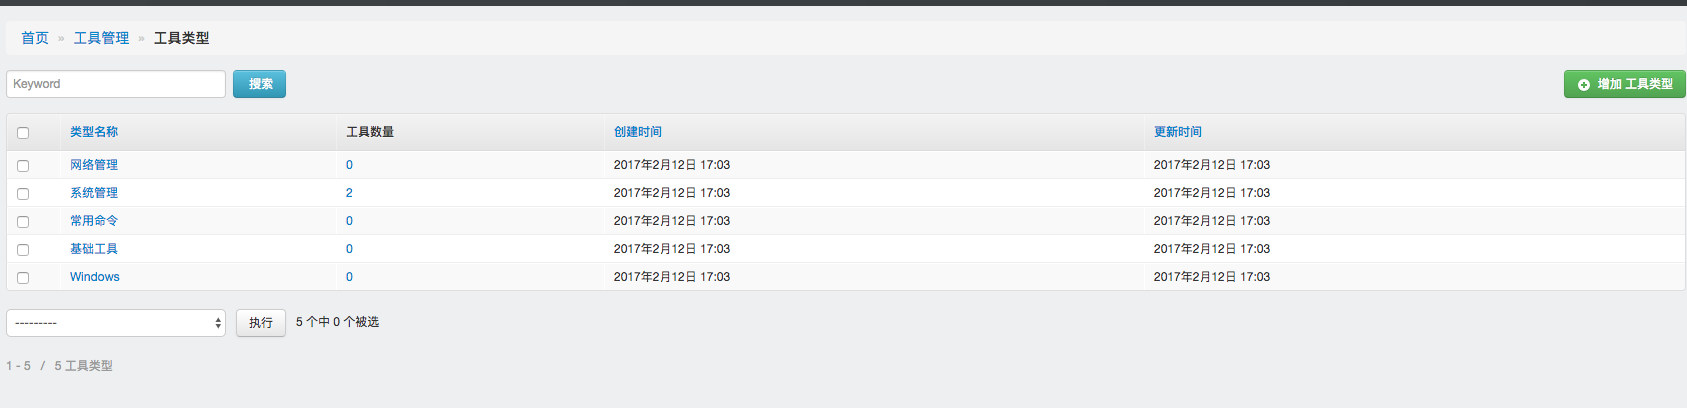 首页 » 工具管理 » 工具类型
Keyword 搜索 增加 工具类型
类型名称 工具数量 创建时间 更新时间
网络管理 0 2017年2月12日 17:03 2017年2月12日 17:03
系统管理 2 2017年2月12日 17:03 2017年2月12日 17:03
常用命令 0 2017年2月12日 17:03 2017年2月12日 17:03
基础工具 0 2017年2月12日 17:03 2017年2月12日 17:03
Windows 0 2017年2月12日 17:03 2017年2月12日 17:03
--------- 执行 5 个中 0 个被选
1 - 5 / 5 工具类型